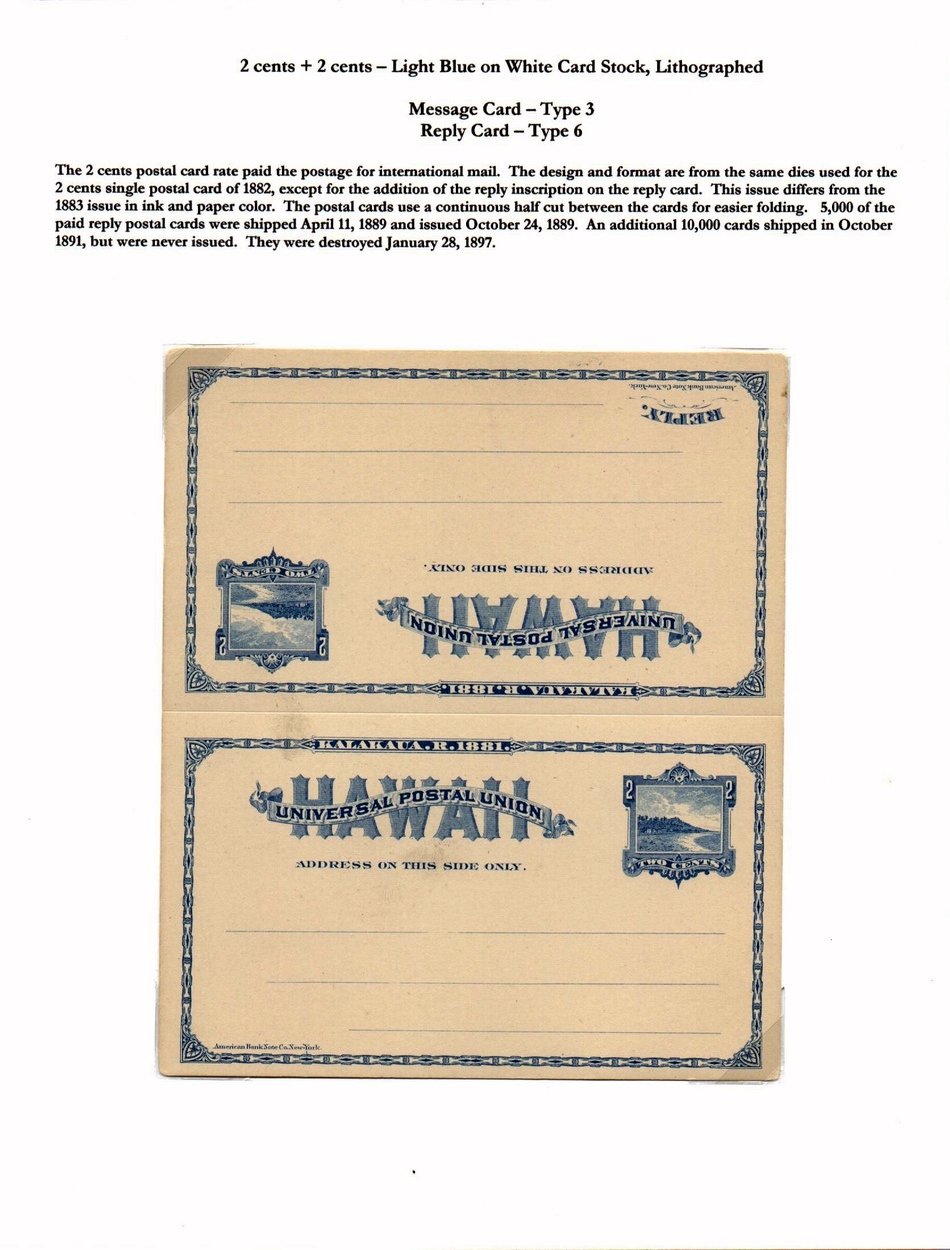 2 cents + 2 cents – Light Blue on White Card Stock, Lithographed
Message Card – Type 3
Reply Card – Type 6
The 2 cents postal card rate paid the postage for international mail.  The design and format are from the same dies used for the
2 cents single postal card of 1882, except for the addition of the reply inscription on the reply card.  This issue differs from the
1883 issue in ink and paper color.  The postal cards use a continuous half cut between the cards for easier folding.  5,000 of the
paid reply postal cards were shipped April 11, 1889 and issued October 24, 1889.  An additional 10,000 cards shipped in October
1891, but were never issued.  They were destroyed January 28, 1897.
American Bank Note Co. New-York.
REPLY.
ADDRESS ON THIS SIDE ONLY.
TWO CENTS
2 2
HAWAII
UNIVERSAL POSTAL UNION
KALAKAUA. R. 1881.
KALAKAUA. R. 1881.
HAWAII
UNIVERSAL POSTAL UNION
2 2
TWO CENTS
ADDRESS ON THIS SIDE ONLY.
American Bank Note Co. New-York.